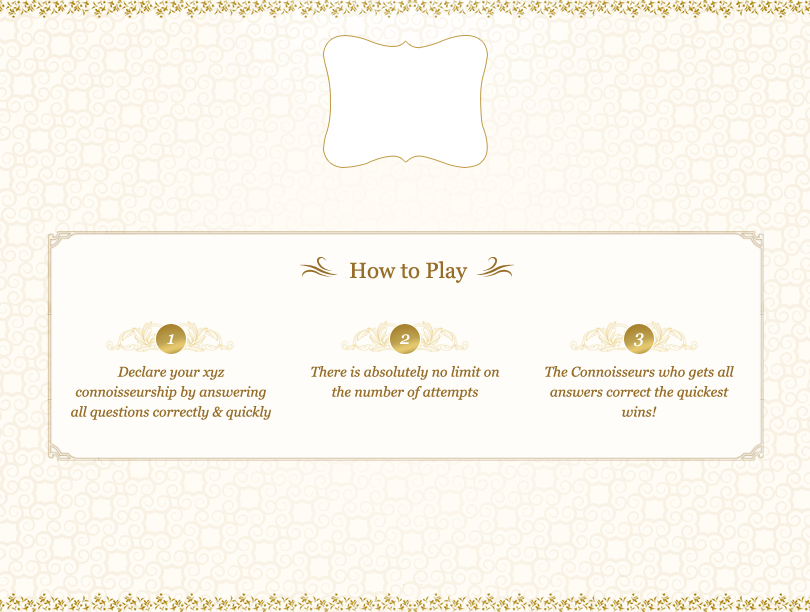 How to Play
1
Declare your xyz
connoisseurship by answering
all questions correctly & quickly
2
There is absolutely no limit on
the number of attempts
3
The Connoisseurs who gets all
answers correct the quickest
wins!